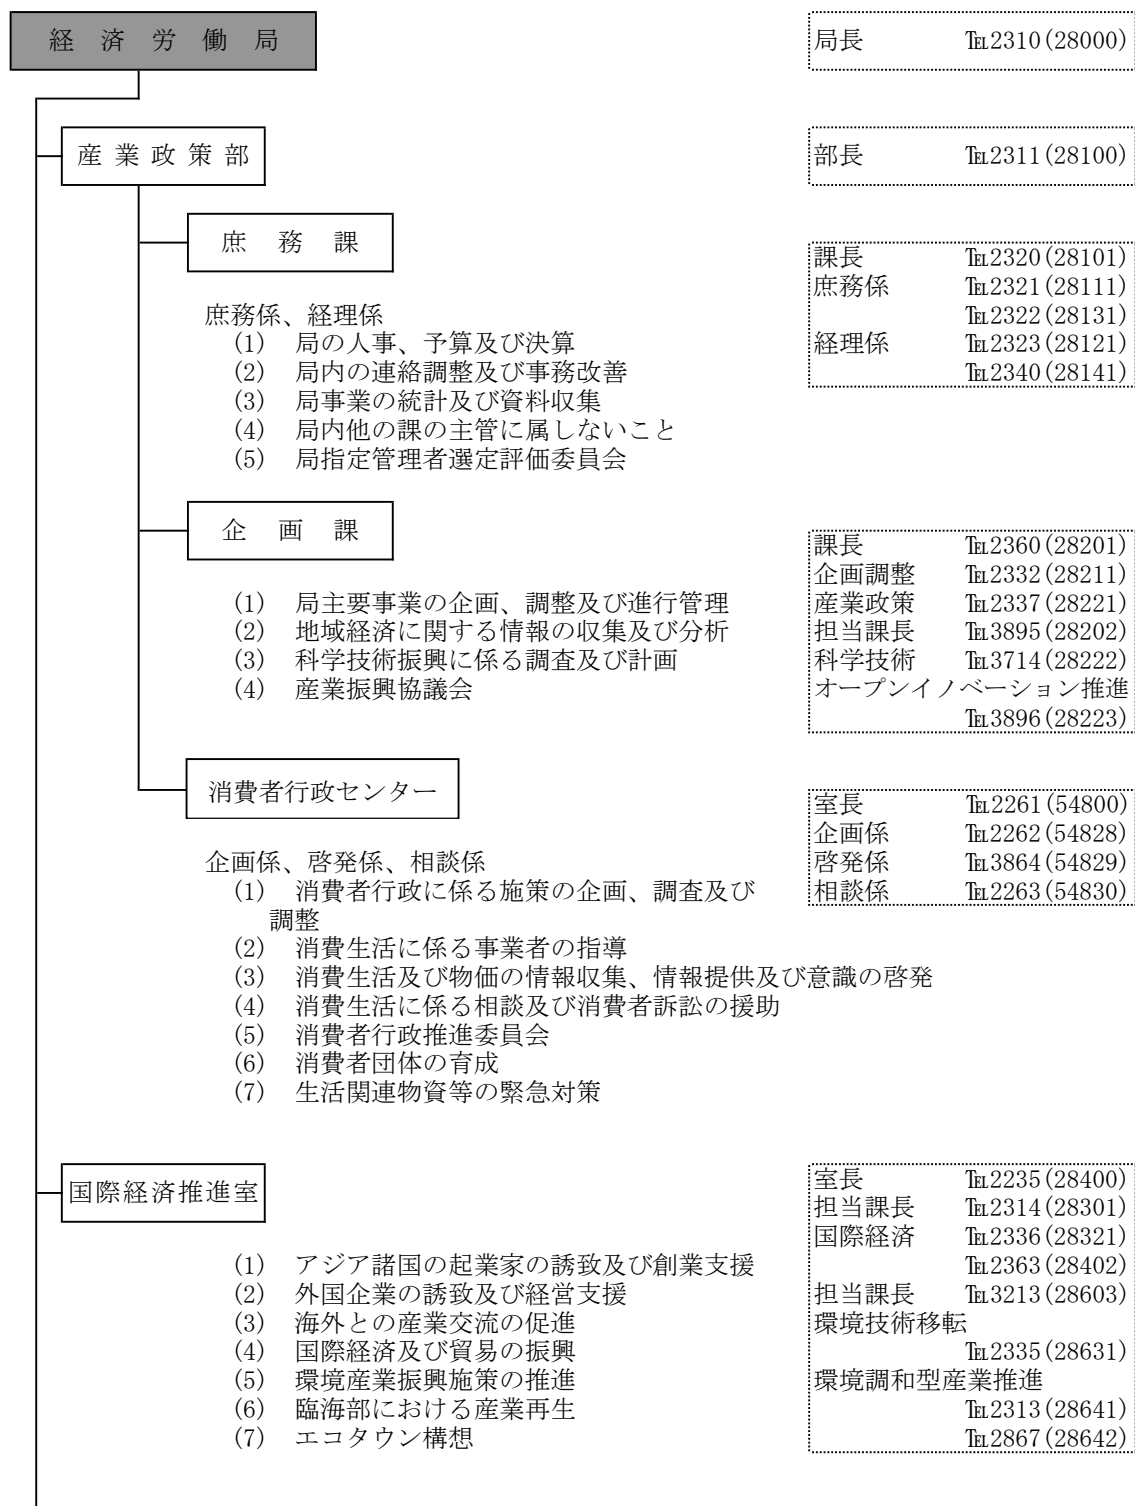 経済労働局
局長 ℡2310(28000)
産業政策部
部長 ℡2311(28100)
庶務課
課長 ℡2320(28101)
庶務係 ℡2321(28111)
℡2322(28131)
経理係 ℡2323(28121)
℡2340(28141)
庶務係、経理係
(1) 局の人事、予算及び決算
(2) 局内の連絡調整及び事務改善
(3) 局事業の統計及び資料収集
(4) 局内他の課の主管に属しないこと
(5) 局指定管理者選定評価委員会
企画課
課長 ℡2360(28201)
企画調整 ℡2332(28211)
産業政策 ℡2337(28221)
担当課長 ℡3895(28202)
科学技術 ℡3714(28222)
オープンイノベーション推進
℡3896(28223)
(1) 局主要事業の企画、調整及び進行管理
(2) 地域経済に関する情報の収集及び分析
(3) 科学技術振興に係る調査及び計画
(4) 産業振興協議会
消費者行政センター
室長 ℡2261(54800)
企画係 ℡2262(54828)
啓発係 ℡3864(54829)
相談係 ℡2263(54830)
企画係、啓発係、相談係
(1) 消費者行政に係る施策の企画、調査及び
調整
(2) 消費生活に係る事業者の指導
(3) 消費生活及び物価の情報収集、情報提供及び意識の啓発
(4) 消費生活に係る相談及び消費者訴訟の援助
(5) 消費者行政推進委員会
(6) 消費者団体の育成
(7) 生活関連物資等の緊急対策
国際経済推進室
室長 ℡2235(28400)
担当課長 ℡2314(28301)
国際経済 ℡2336(28321)
℡2363(28402)
担当課長 ℡3213(28603)
環境技術移転
℡2335(28631)
環境調和型産業推進
℡2313(28641)
℡2867(28642)
(1) アジア諸国の起業家の誘致及び創業支援
(2) 外国企業の誘致及び経営支援
(3) 海外との産業交流の促進
(4) 国際経済及び貿易の振興
(5) 環境産業振興施策の推進
(6) 臨海部における産業再生
(7) エコタウン構想